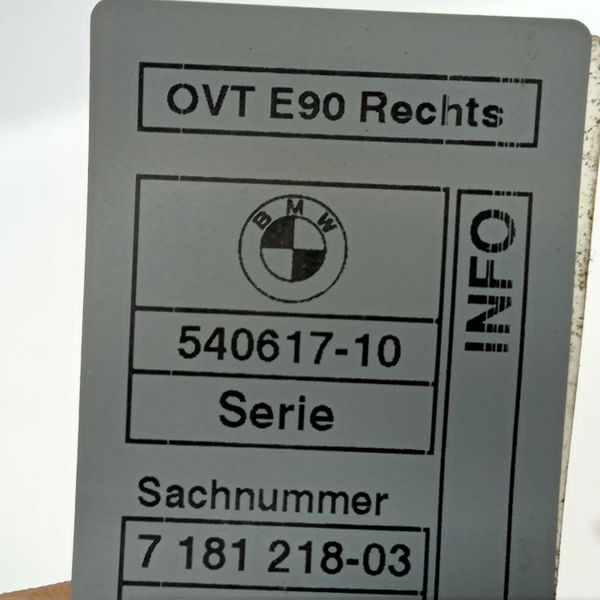 OVT E90 Rechts
BMW
INFO
540617-10
Serie
Sachnummer
7 181 218-03